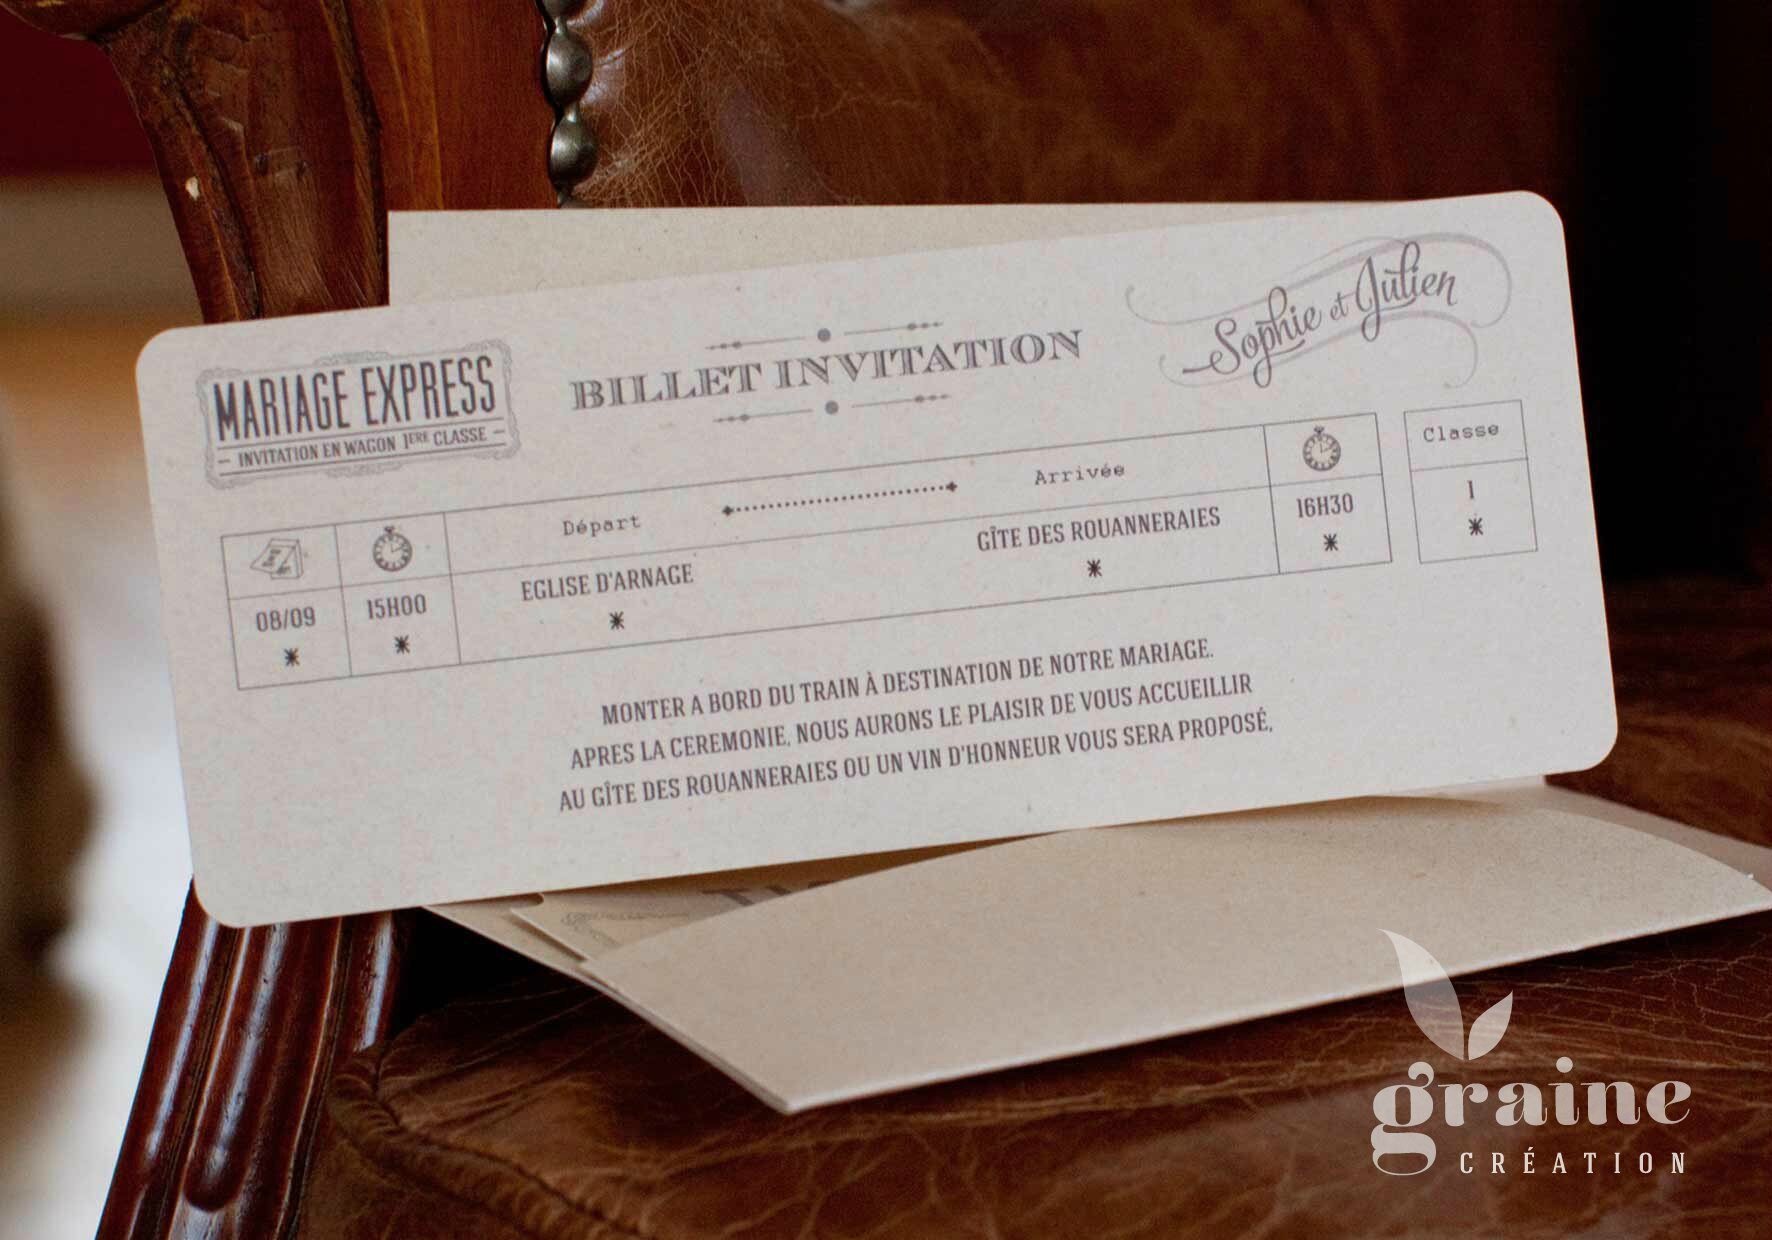 MARIAGE EXPRESS
– INVITATION EN WAGON 1ERE CLASSE –
BILLET INVITATION
Sophie et Julien
Départ
Arrivée
Classe
08/09
15H00
EGLISE D'ARNAGE
GÎTE DES ROUANNERAIES
16H30
1
MONTER A BORD DU TRAIN À DESTINATION DE NOTRE MARIAGE.
APRES LA CEREMONIE, NOUS AURONS LE PLAISIR DE VOUS ACCUEILLIR
AU GÎTE DES ROUANNERAIES OU UN VIN D'HONNEUR VOUS SERA PROPOSÉ,
graine
CRÉATION